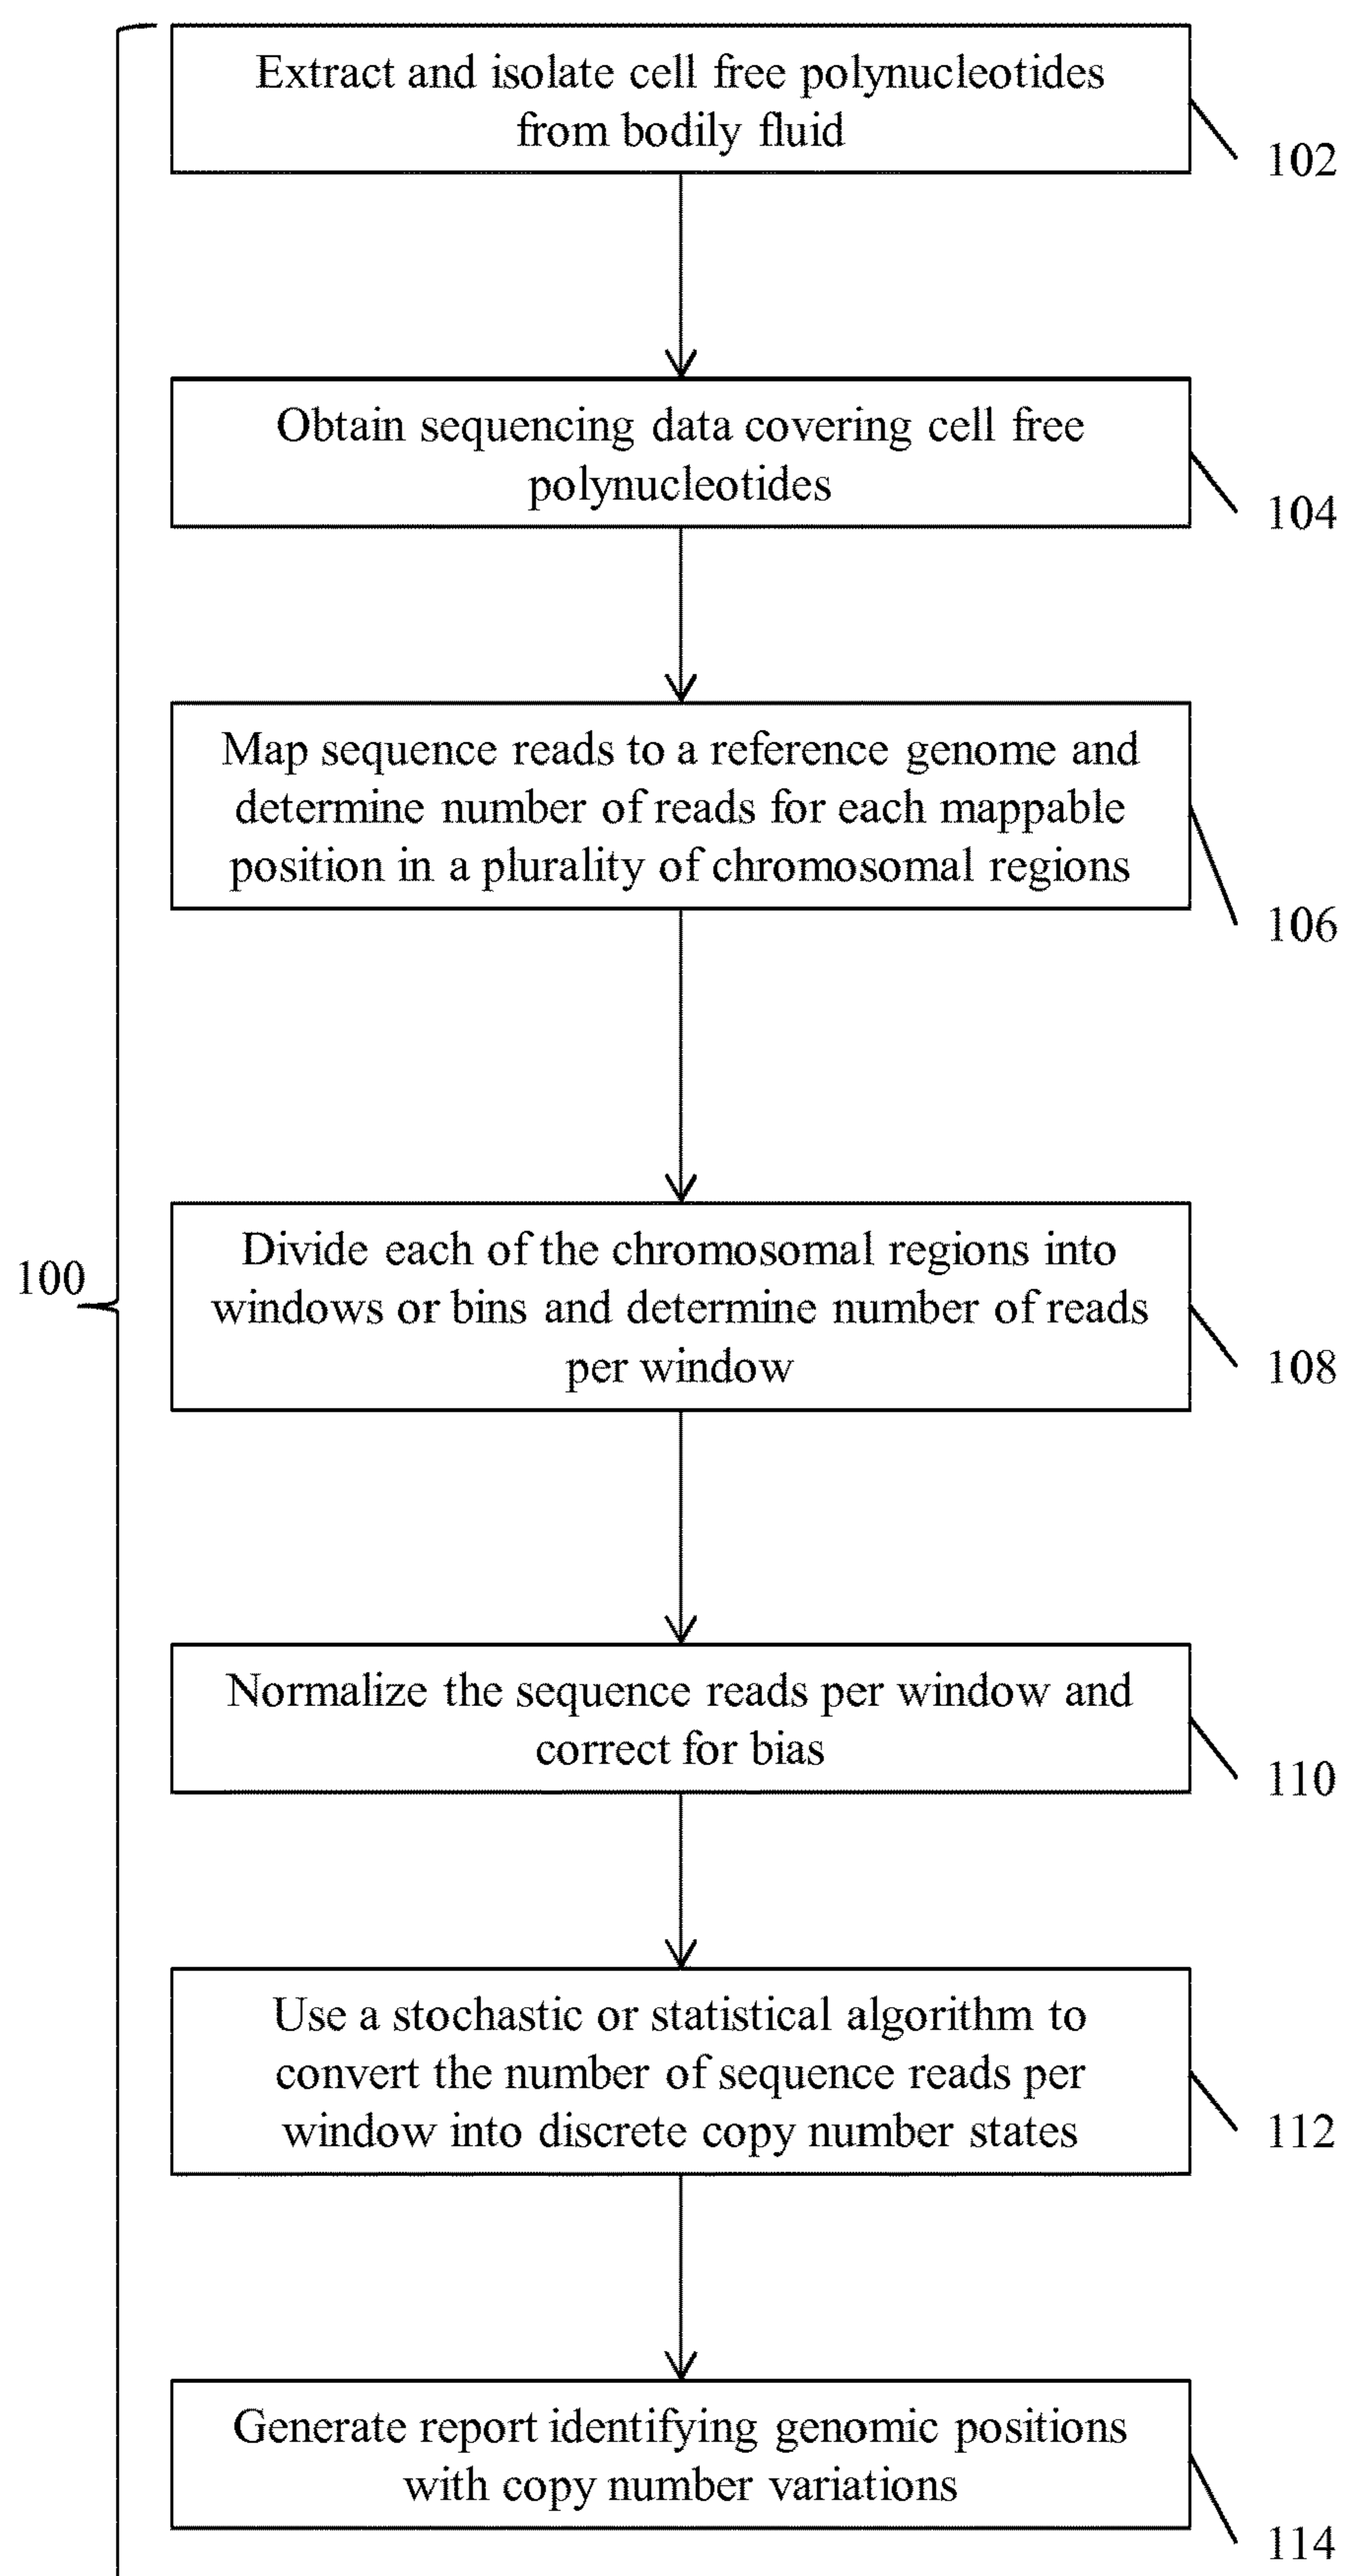 Extract and isolate cell free polynucleotides
from bodily fluid
102
Obtain sequencing data covering cell free
polynucleotides
104
Map sequence reads to a reference genome and
determine number of reads for each mappable
position in a plurality of chromosomal regions
106
100
Divide each of the chromosomal regions into
windows or bins and determine number of reads
per window
108
Normalize the sequence reads per window and
correct for bias
110
Use a stochastic or statistical algorithm to
convert the number of sequence reads per
window into discrete copy number states
112
Generate report identifying genomic positions
with copy number variations
114